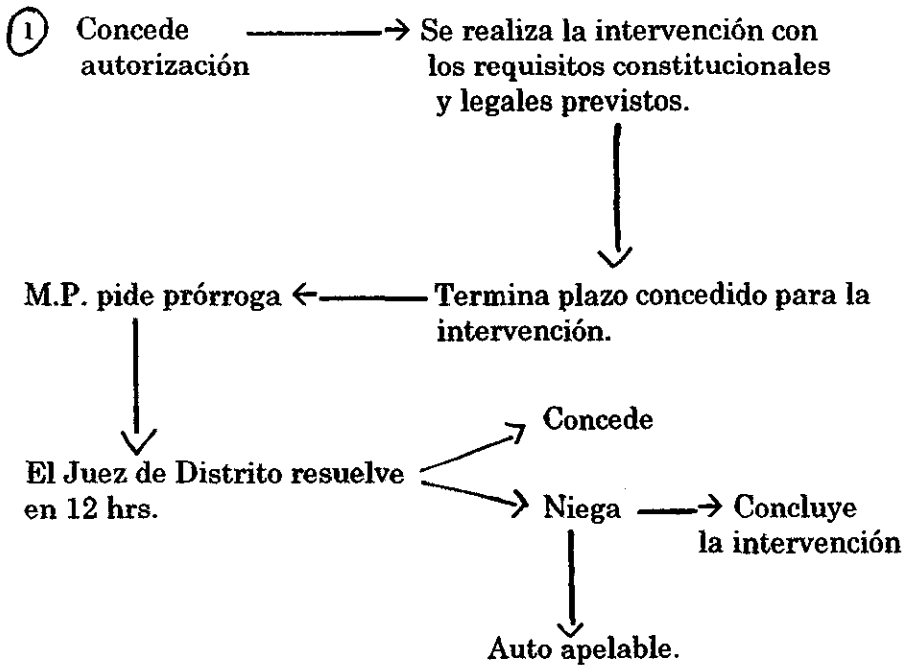 1 Concede
autorización
Se realiza la intervención con
los requisitos constitucionales
y legales previstos.
M.P. pide prórroga
Termina plazo concedido para la
intervención.
El Juez de Distrito resuelve
en 12 hrs.
Concede
Niega
Concluye
la intervención
Auto apelable.